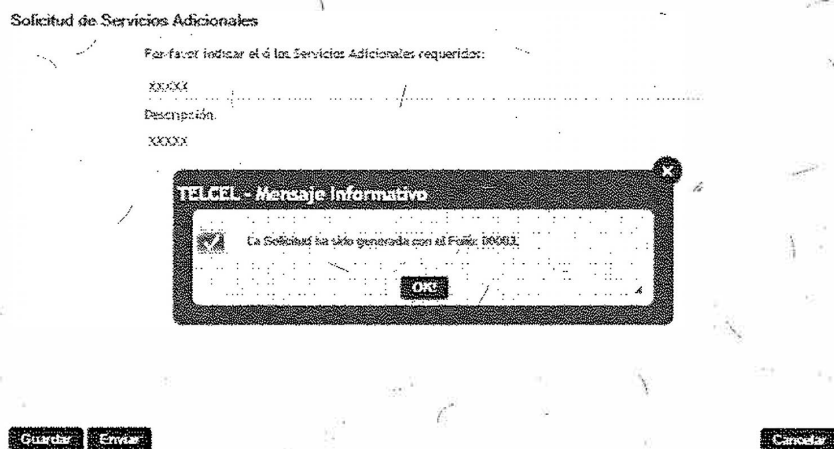 Solicitud de Servicios Adicionales
Por favor indicar el ó los Servicios Adicionales requeridos:
XXXXX
Descripción:
XXXXX
TELCEL - Mensaje Informativo
La Solicitud ha sido generada con el Folio:
OK!
Guardar Enviar Cancelar